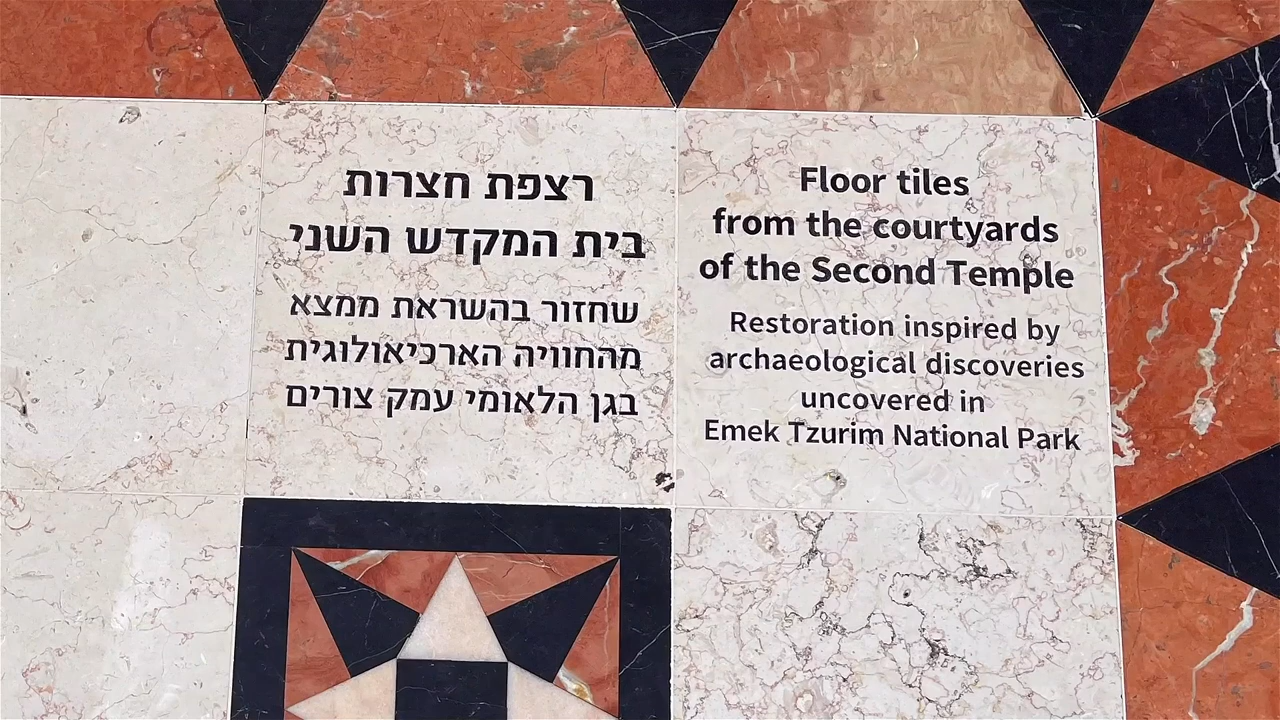 רצפת חצרות
בית המקדש השני
שחזור בהשראת ממצא
מהחוויה הארכיאולוגית
בגן הלאומי עמק צורים
Floor tiles
from the courtyards
of the Second Temple
Restoration inspired by
archaeological discoveries
uncovered in
Emek Tzurim National Park